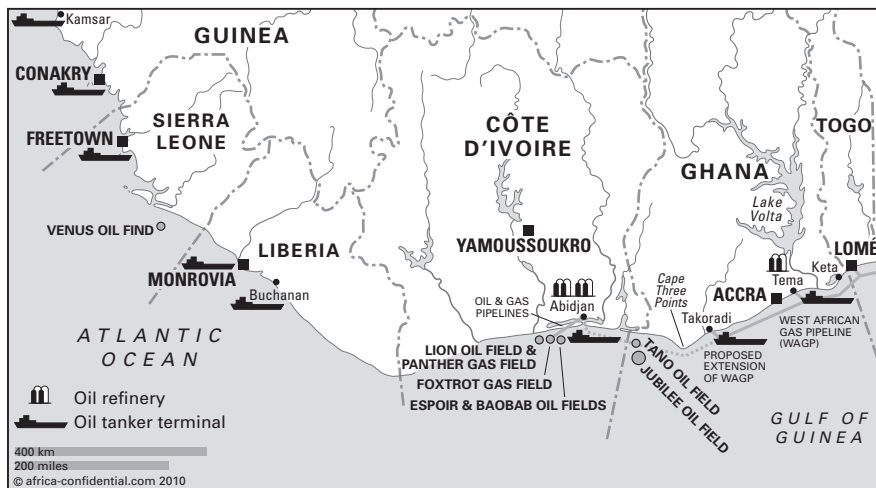 Kamsar
GUINEA
CONAKRY
SIERRA
LEONE
FREETOWN
CÔTE
D'IVOIRE
TOGO
GHANA
Lake
Volta
VENUS OIL FIND
LIBERIA
YAMOUSSOUKRO
LOMÉ
MONROVIA
Buchanan
Keta
Tema
ACCRA
Cape
Three
Points
Takoradi
OIL & GAS
PIPELINES
Abidjan
WEST AFRICAN
GAS PIPELINE
(WAGP)
PROPOSED
EXTENSION
OF WAGP
ATLANTIC
OCEAN
LION OIL FIELD &
PANTHER GAS FIELD
FOXTROT GAS FIELD
ESPOIR & BAOBAB OIL FIELDS
TANO OIL FIELD
JUBILEE OIL FIELD
GULF OF
GUINEA
Oil refinery
Oil tanker terminal
400 km
200 miles
© africa-confidential.com 2010